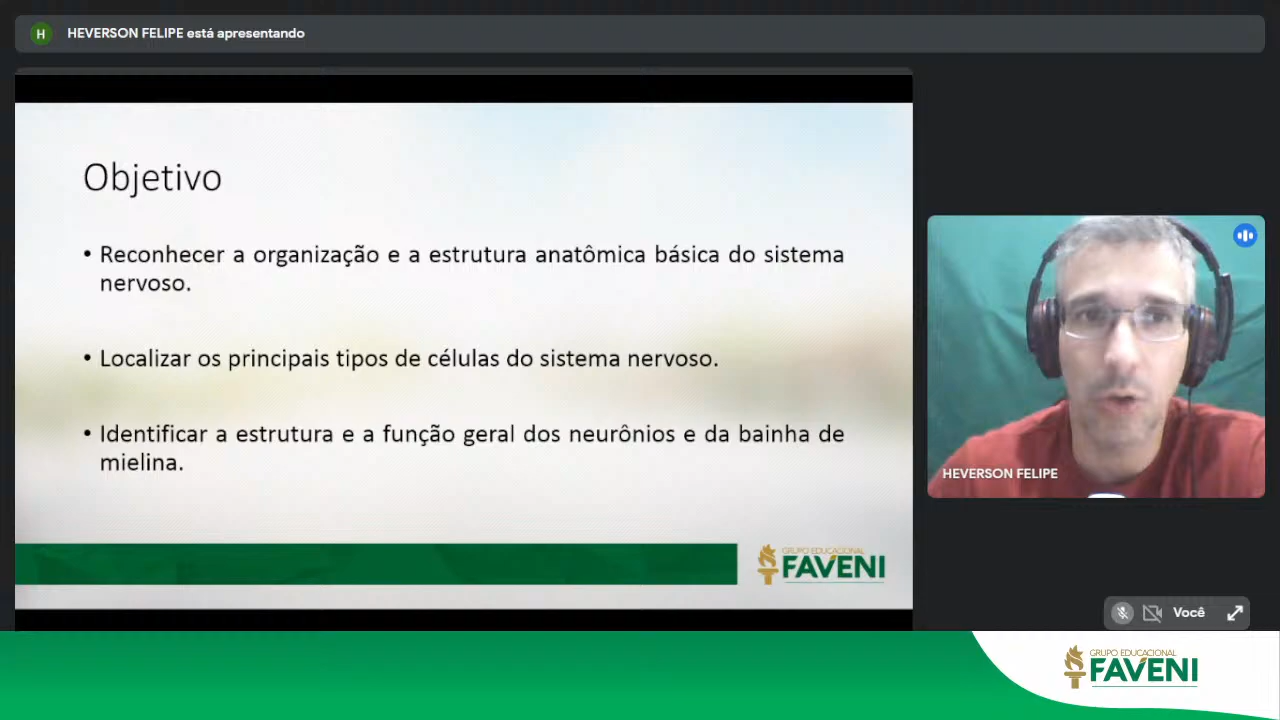 H
HEVERSON FELIPE está apresentando
Objetivo
• Reconhecer a organização e a estrutura anatômica básica do sistema
nervoso.
• Localizar os principais tipos de células do sistema nervoso.
• Identificar a estrutura e a função geral dos neurônios e da bainha de
mielina.
GRUPO EDUCACIONAL
FAVENI
HEVERSON FELIPE
Você
GRUPO EDUCACIONAL
FAVENI